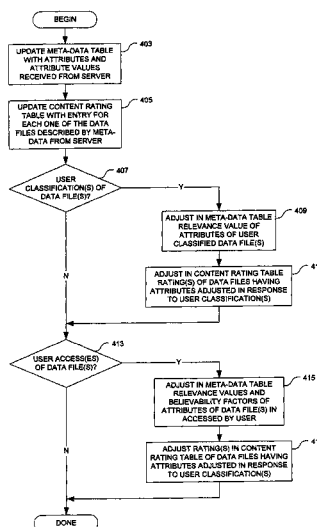 BEGIN
403
UPDATE META-DATA TABLE
WITH ATTRIBUTES AND
ATTRIBUTE VALUES
RECEIVED FROM SERVER
405
UPDATE CONTENT RATING
TABLE WITH ENTRY FOR
EACH ONE OF THE DATA
FILES DESCRIBED BY META-
DATA FROM SERVER
407
USER
CLASSIFICATION(S) OF
DATA FILE(S)?
Y
N
409
ADJUST IN META-DATA TABLE
RELEVANCE VALUE OF
ATTRIBUTES OF USER
CLASSIFIED DATA FILE(S)
41
ADJUST IN CONTENT RATING TABLE
RATING(S) OF DATA FILES HAVING
ATTRIBUTES ADJUSTED IN RESPONSE
TO USER CLASSIFICATION(S)
413
USER ACCESS(ES)
OF DATA FILE(S)?
Y
N
415
ADJUST IN META-DATA TABLE
RELEVANCE VALUES AND
BELIEVABILITY FACTORS OF
ATTRIBUTES OF DATA FILE(S) IN
ACCESSED BY USER
41
ADJUST RATING(S) IN CONTENT
RATING TABLE OF DATA FILES HAVING
ATTRIBUTES ADJUSTED IN RESPONSE
TO USER CLASSIFICATION(S)
DONE